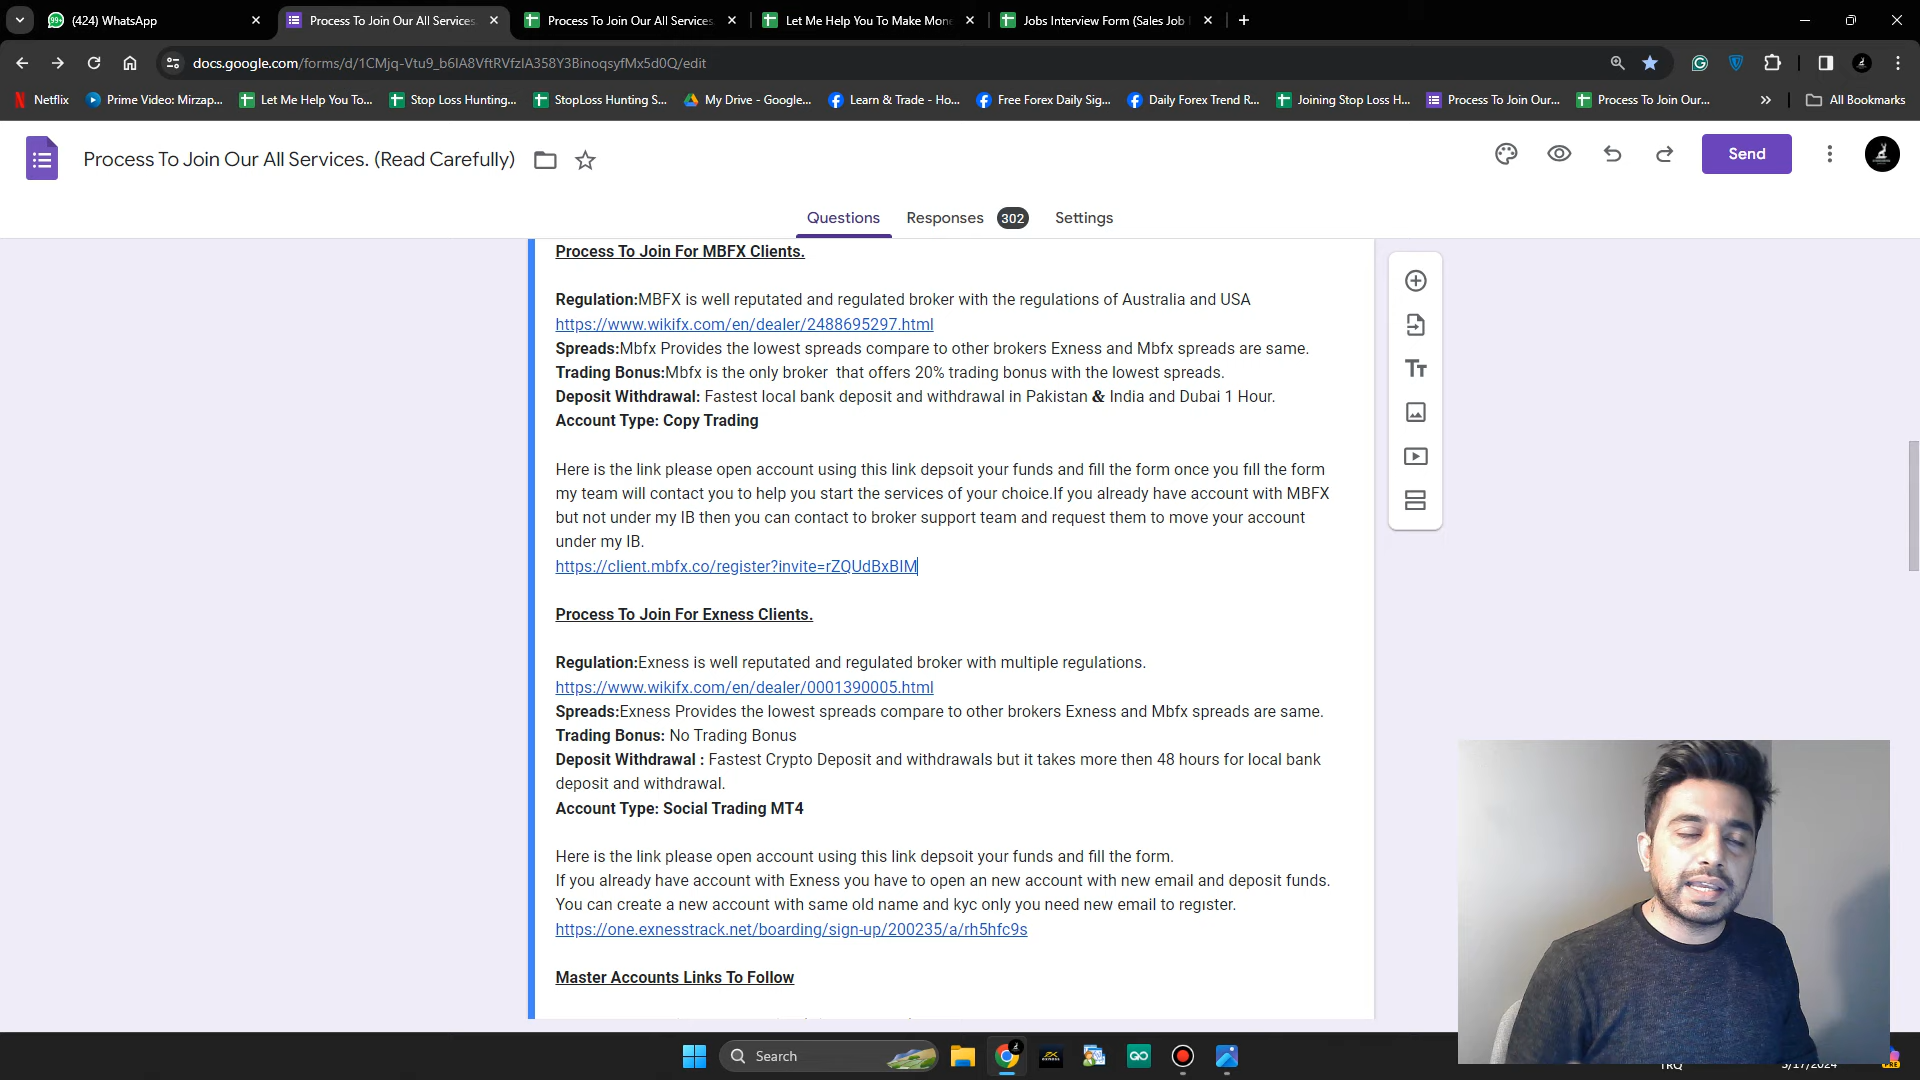 (424) WhatsApp
Process To Join Our All Services.
Process To Join Our All Services.
Let Me Help You To Make Mone
Jobs Interview Form (Sales Job
docs.google.com/forms/d/1CMjq-Vtu9_b6lA8VftRVfzlA358Y3BinoqsyfMx5d0Q/edit
Netflix
Prime Video: Mirzap...
Let Me Help You To...
Stop Loss Hunting...
StopLoss Hunting S...
My Drive - Google...
Learn & Trade - Ho...
Free Forex Daily Sig...
Daily Forex Trend R...
Joining Stop Loss H...
Process To Join Our...
Process To Join Our...
All Bookmarks
Process To Join Our All Services. (Read Carefully)
Send
Questions
Responses 302
Settings
Process To Join For MBFX Clients.
Regulation:MBFX is well reputated and regulated broker with the regulations of Australia and USA
https://www.wikifx.com/en/dealer/2488695297.html
Spreads:Mbfx Provides the lowest spreads compare to other brokers Exness and Mbfx spreads are same.
Trading Bonus:Mbfx is the only broker that offers 20% trading bonus with the lowest spreads.
Deposit Withdrawal: Fastest local bank deposit and withdrawal in Pakistan & India and Dubai 1 Hour.
Account Type: Copy Trading
Here is the link please open account using this link depsoit your funds and fill the form once you fill the form
my team will contact you to help you start the services of your choice.If you already have account with MBFX
but not under my IB then you can contact to broker support team and request them to move your account
under my IB.
https://client.mbfx.co/register?invite=rZQUdBxBIM
Process To Join For Exness Clients.
Regulation:Exness is well reputated and regulated broker with multiple regulations.
https://www.wikifx.com/en/dealer/0001390005.html
Spreads:Exness Provides the lowest spreads compare to other brokers Exness and Mbfx spreads are same.
Trading Bonus: No Trading Bonus
Deposit Withdrawal : Fastest Crypto Deposit and withdrawals but it takes more then 48 hours for local bank
deposit and withdrawal.
Account Type: Social Trading MT4
Here is the link please open account using this link depsoit your funds and fill the form.
If you already have account with Exness you have to open an new account with new email and deposit funds.
You can create a new account with same old name and kyc only you need new email to register.
https://one.exnesstrack.net/boarding/sign-up/200235/a/rh5hfc9s
Master Accounts Links To Follow
Search
TRQ
3/17/2024
PRE